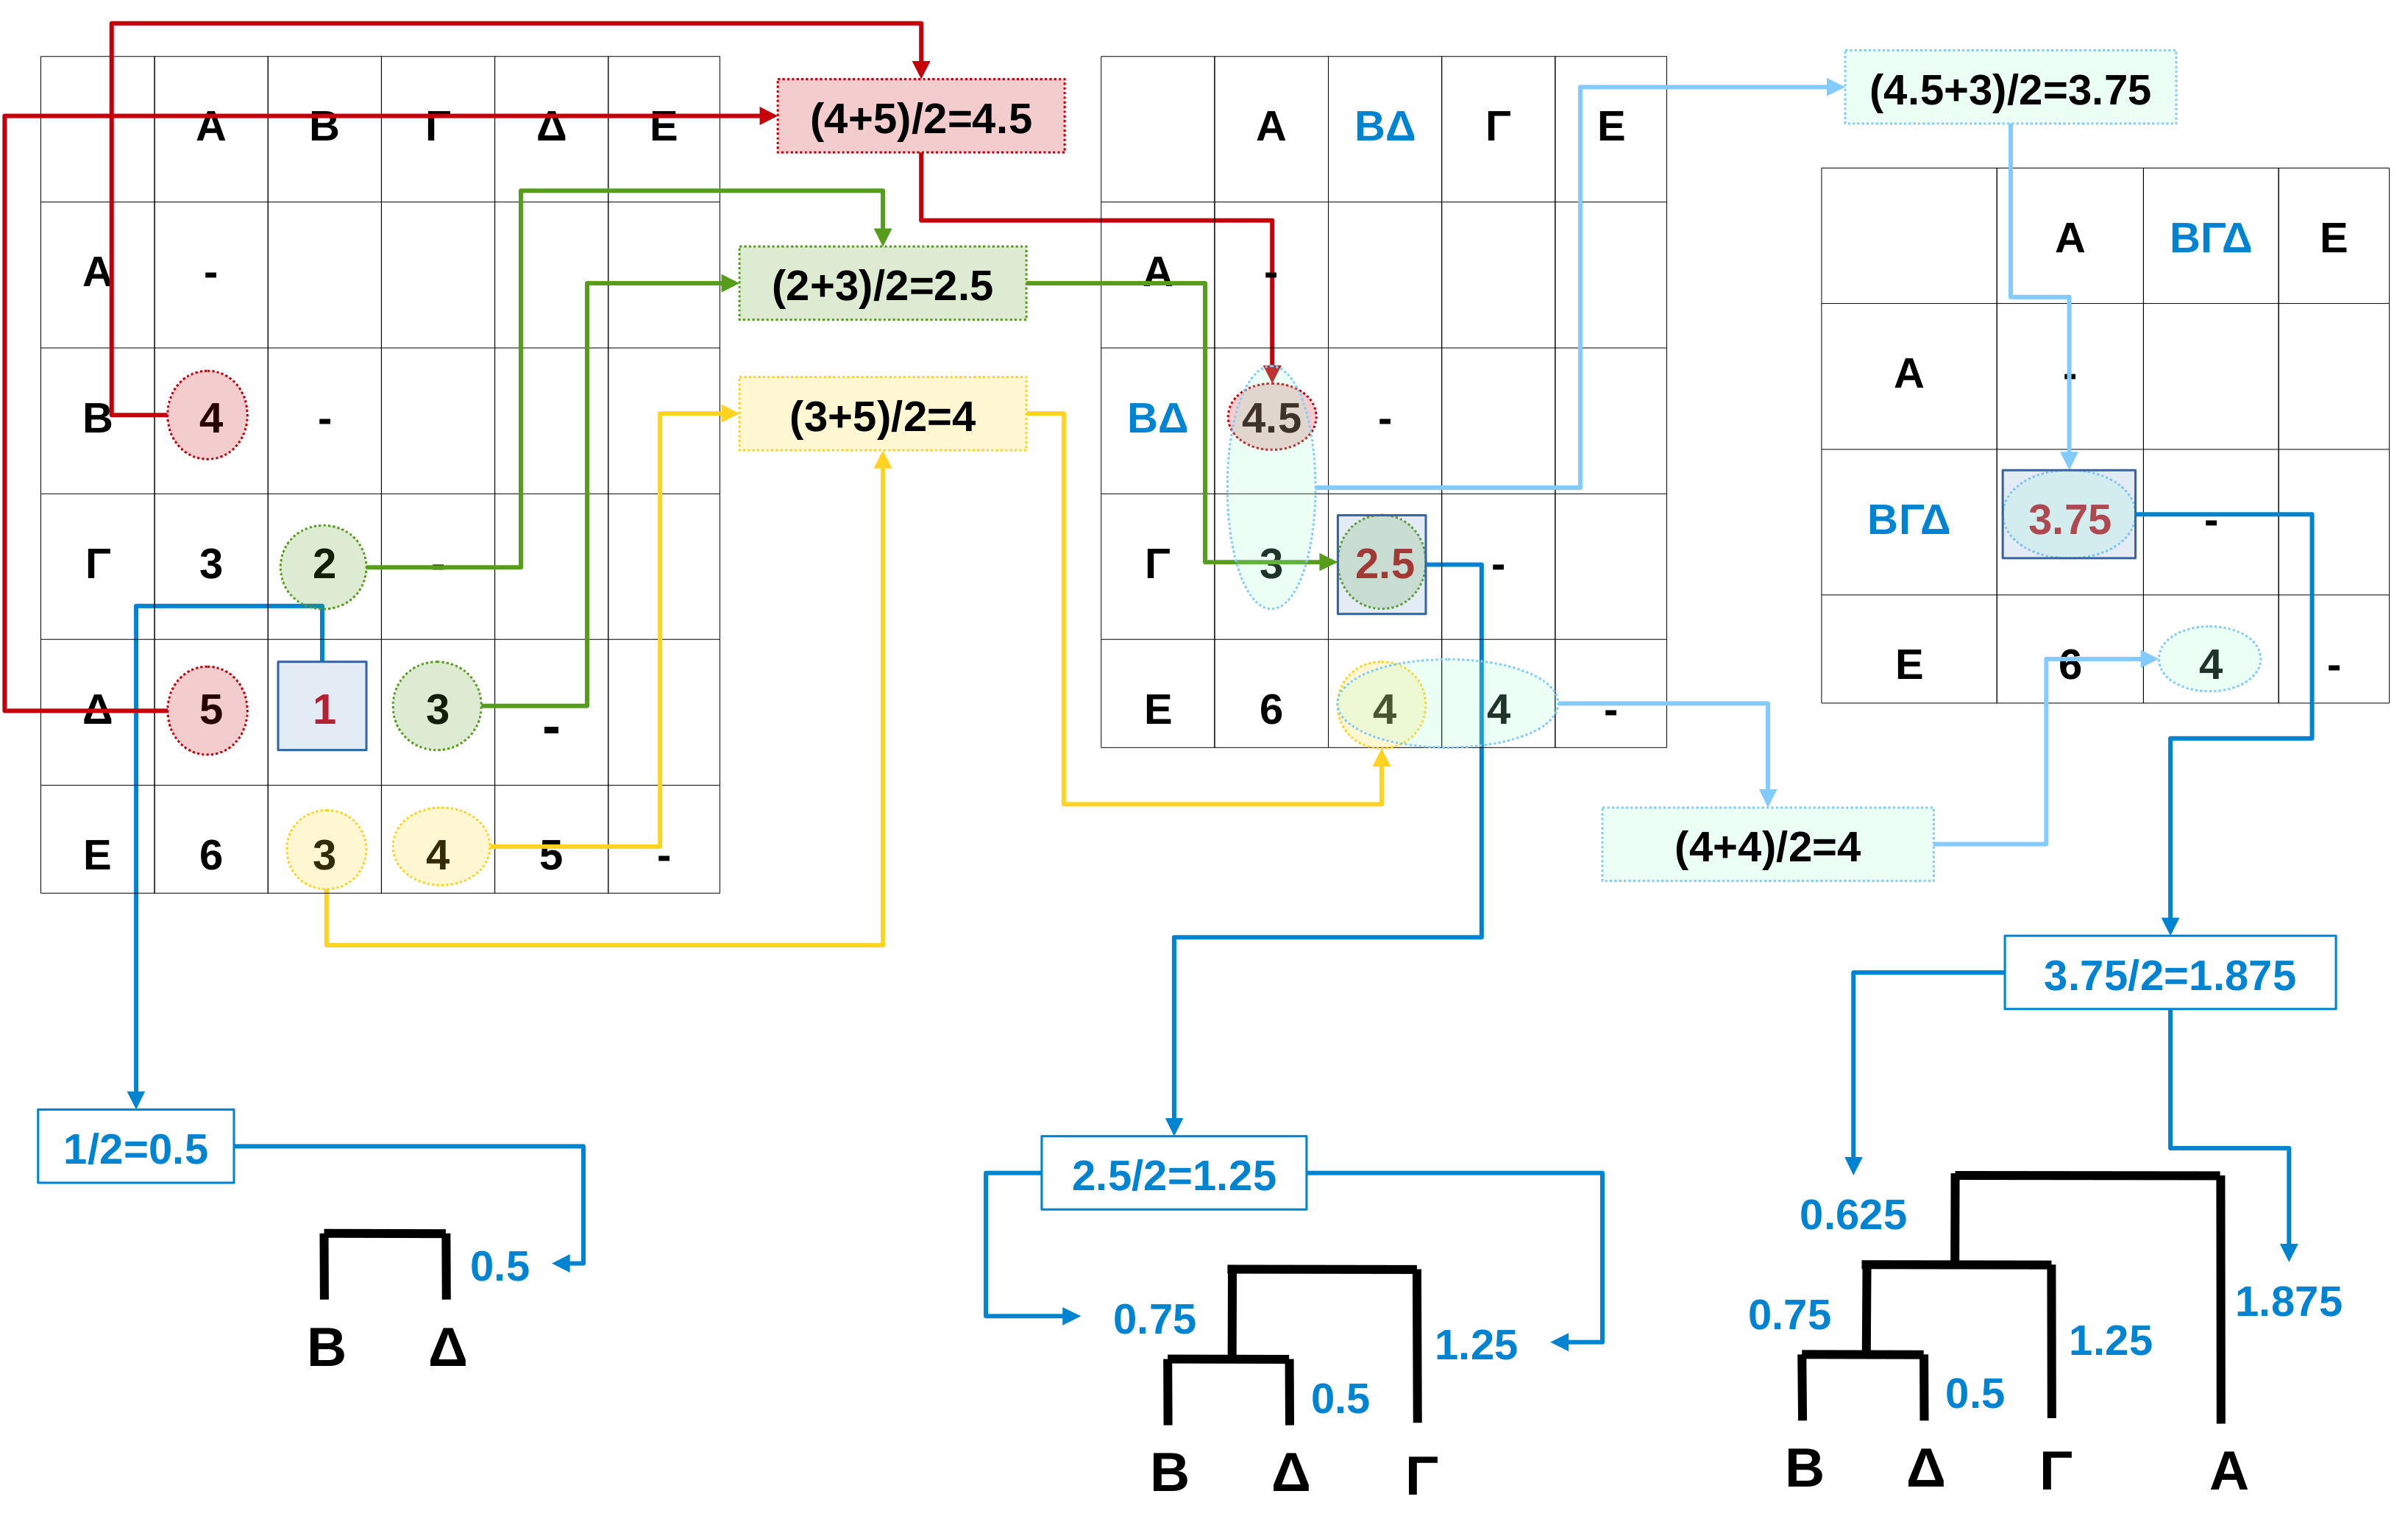 Α Β Γ Δ Ε
Α -
Β 4 -
Γ 3 2 -
Δ 5 1 3 -
Ε 6 3 4 5 -
(4+5)/2=4.5
(2+3)/2=2.5
(3+5)/2=4
Α ΒΔ Γ Ε
Α -
ΒΔ 4.5 -
Γ 3 2.5 -
Ε 6 4 4 -
(4.5+3)/2=3.75
Α ΒΓΔ Ε
Α -
ΒΓΔ 3.75 -
Ε 6 4 -
(4+4)/2=4
1/2=0.5
0.5
Β Δ
2.5/2=1.25
0.75
1.25
0.5
Β Δ Γ
3.75/2=1.875
0.625
1.875
0.75
1.25
0.5
Β Δ Γ Α